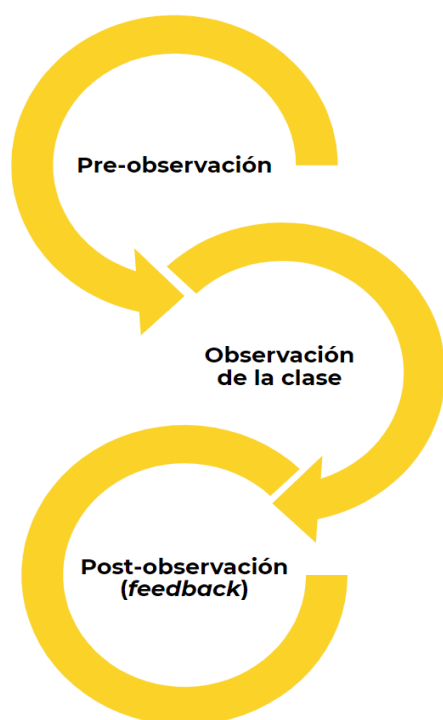 Pre-observación
Observación
de la clase
Post-observación
(feedback)